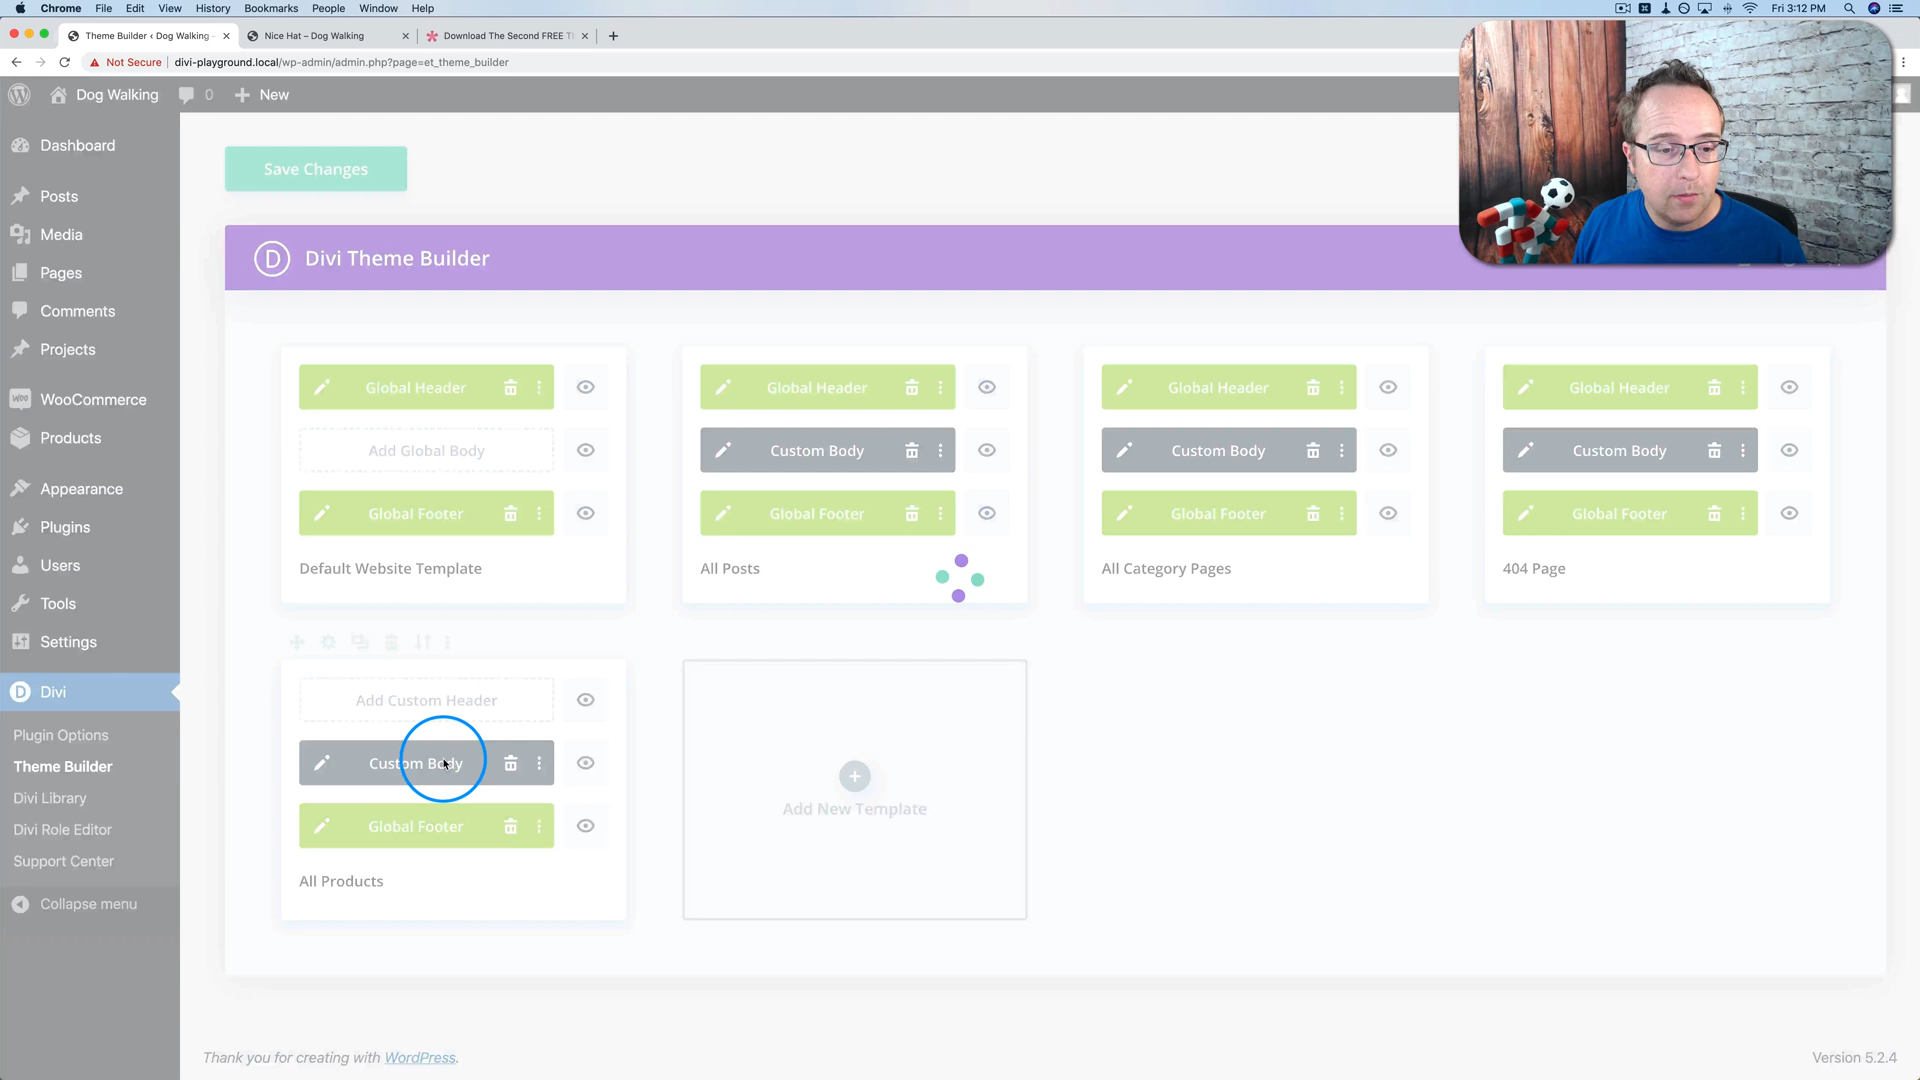 Chrome File Edit View History Bookmarks People Window Help
Fri 3:12 PM
Theme Builder ‹ Dog Walking
Nice Hat – Dog Walking
Download The Second FREE T
Not Secure
divi-playground.local/wp-admin/admin.php?page=et_theme_builder
Dog Walking
0
New
Dashboard
Posts
Media
Pages
Comments
Projects
WooCommerce
Products
Appearance
Plugins
Users
Tools
Settings
Divi
Plugin Options
Theme Builder
Divi Library
Divi Role Editor
Support Center
Collapse menu
Save Changes
D
Divi Theme Builder
Global Header
Add Global Body
Global Footer
Default Website Template
Global Header
Custom Body
Global Footer
All Posts
Global Header
Custom Body
Global Footer
All Category Pages
Global Header
Custom Body
Global Footer
404 Page
Add Custom Header
Custom Body
Global Footer
All Products
Add New Template
Thank you for creating with WordPress.
Version 5.2.4